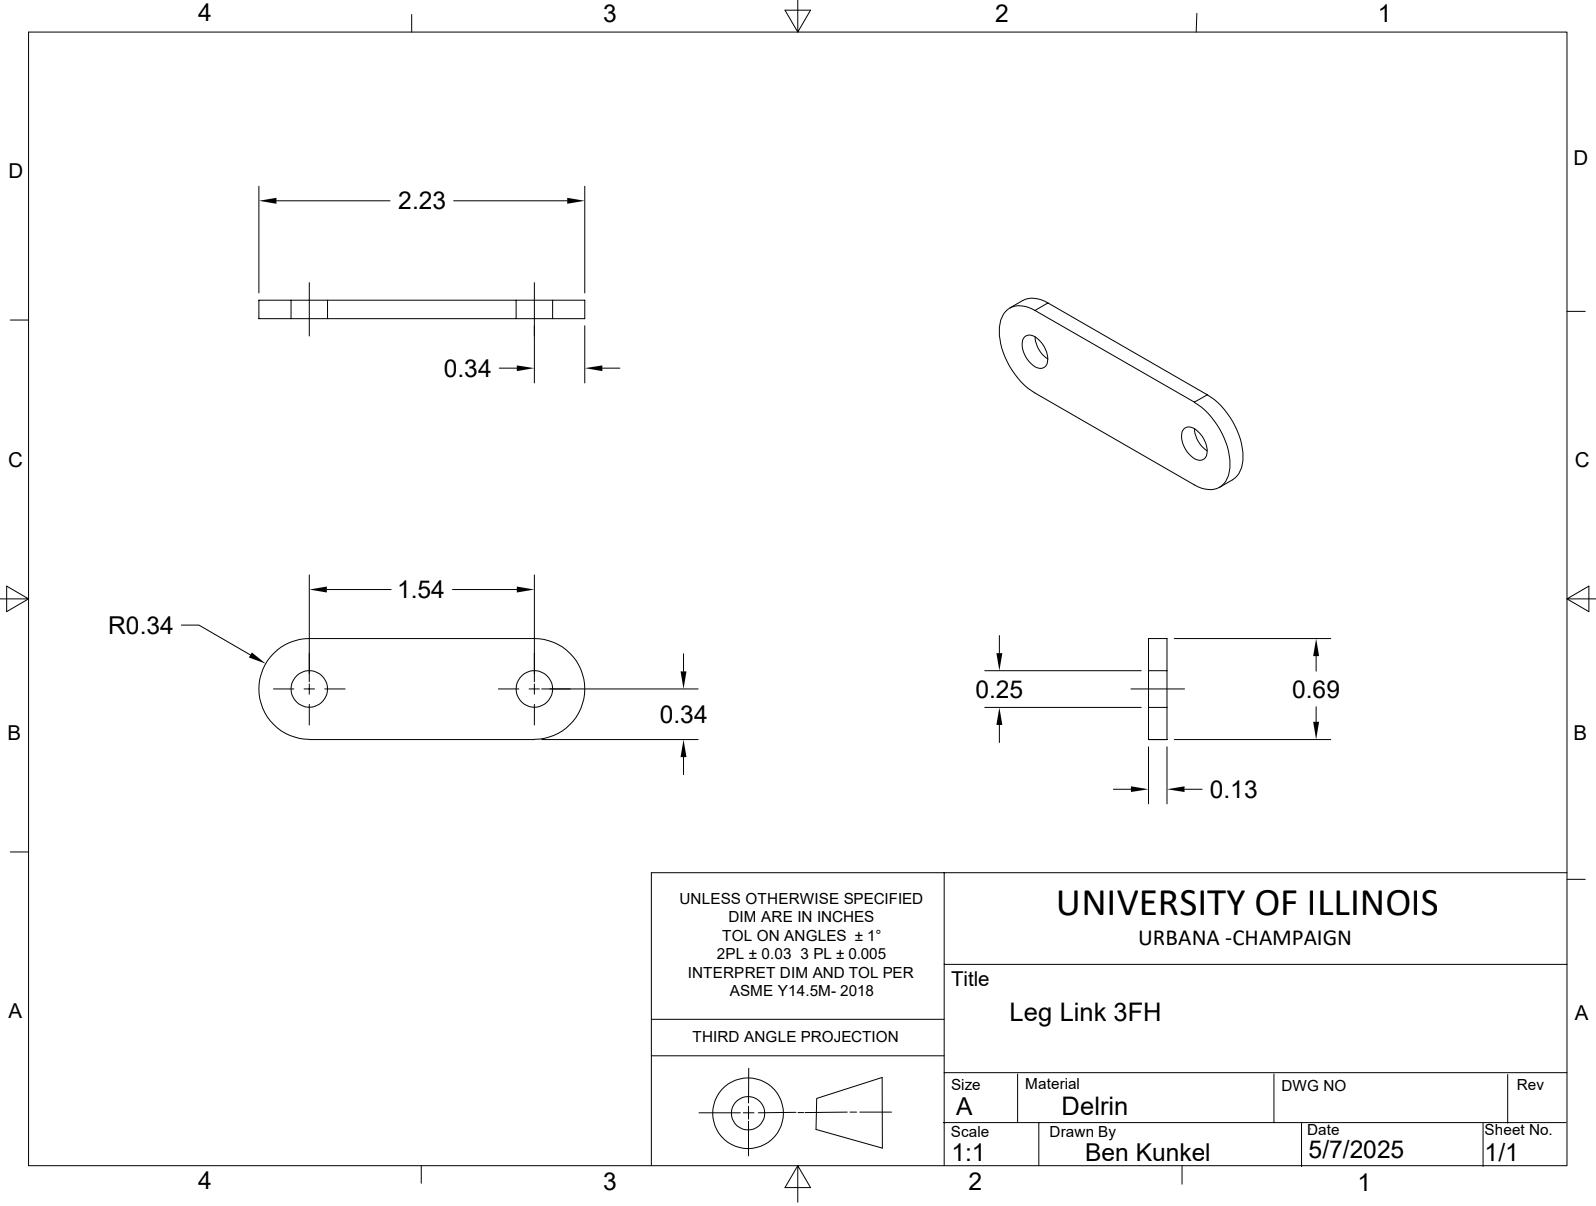 4 3 2 1
D D
2.23
0.34
C C
1.54
R0.34
0.34
0.25
0.69
0.13
B B
UNLESS OTHERWISE SPECIFIED
DIM ARE IN INCHES
TOL ON ANGLES ± 1°
2PL ± 0.03 3 PL ± 0.005
INTERPRET DIM AND TOL PER
ASME Y14.5M- 2018
THIRD ANGLE PROJECTION
UNIVERSITY OF ILLINOIS
URBANA -CHAMPAIGN
Title
Leg Link 3FH
A A
Size
A
Material
Delrin
DWG NO
Rev
Scale
1:1
Drawn By
Ben Kunkel
Date
5/7/2025
Sheet No.
1/1
4 3 2 1